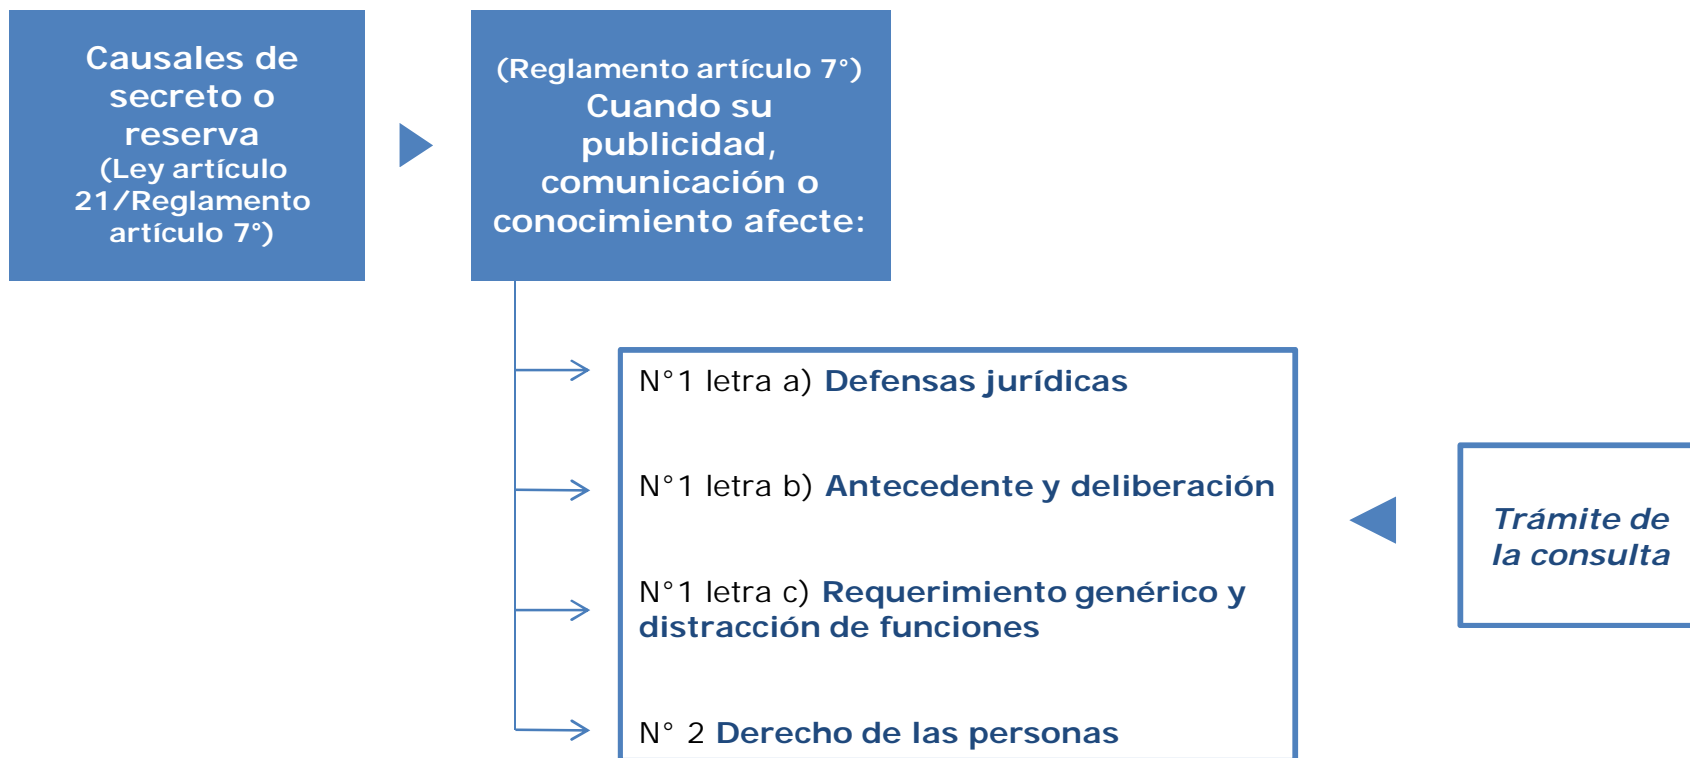 Causales de
secreto o
reserva
(Ley artículo
21/Reglamento
artículo 7°)
(Reglamento artículo 7°)
Cuando su
publicidad,
comunicación o
conocimiento afecte:
N°1 letra a) Defensas jurídicas
N°1 letra b) Antecedente y deliberación
N°1 letra c) Requerimiento genérico y
distracción de funciones
N° 2 Derecho de las personas
Trámite de
la consulta